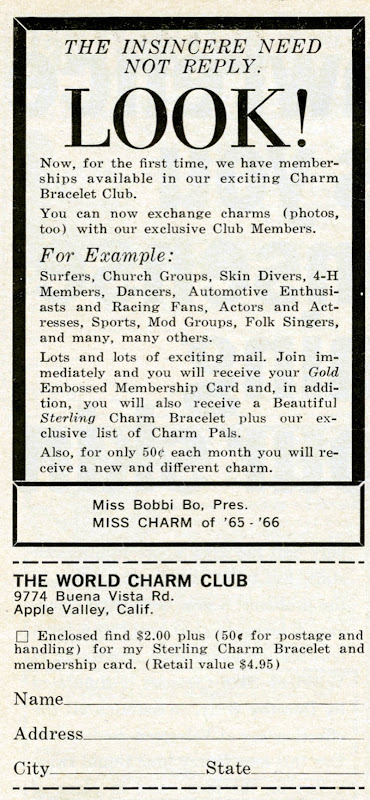 THE INSINCERE NEED
NOT REPLY.
LOOK!
Now, for the first time, we have member-
ships available in our exciting Charm
Bracelet Club.
You can now exchange charms (photos,
too) with our exclusive Club Members.
For Example:
Surfers, Church Groups, Skin Divers, 4-H
Members, Dancers, Automotive Enthusi-
asts and Racing Fans, Actors and Act-
resses, Sports, Mod Groups, Folk Singers,
and many, many others.
Lots and lots of exciting mail. Join im-
mediately and you will receive your Gold
Embossed Membership Card and, in addi-
tion, you will also receive a Beautiful
Sterling Charm Bracelet plus our ex-
clusive list of Charm Pals.
Also, for only 50¢ each month you will re-
ceive a new and different charm.
Miss Bobbi Bo, Pres.
MISS CHARM of '65 - '66
THE WORLD CHARM CLUB
9774 Buena Vista Rd.
Apple Valley, Calif.
☐ Enclosed find $2.00 plus (50¢ for postage and
handling) for my Sterling Charm Bracelet and
membership card. (Retail value $4.95)
Name
Address
City State